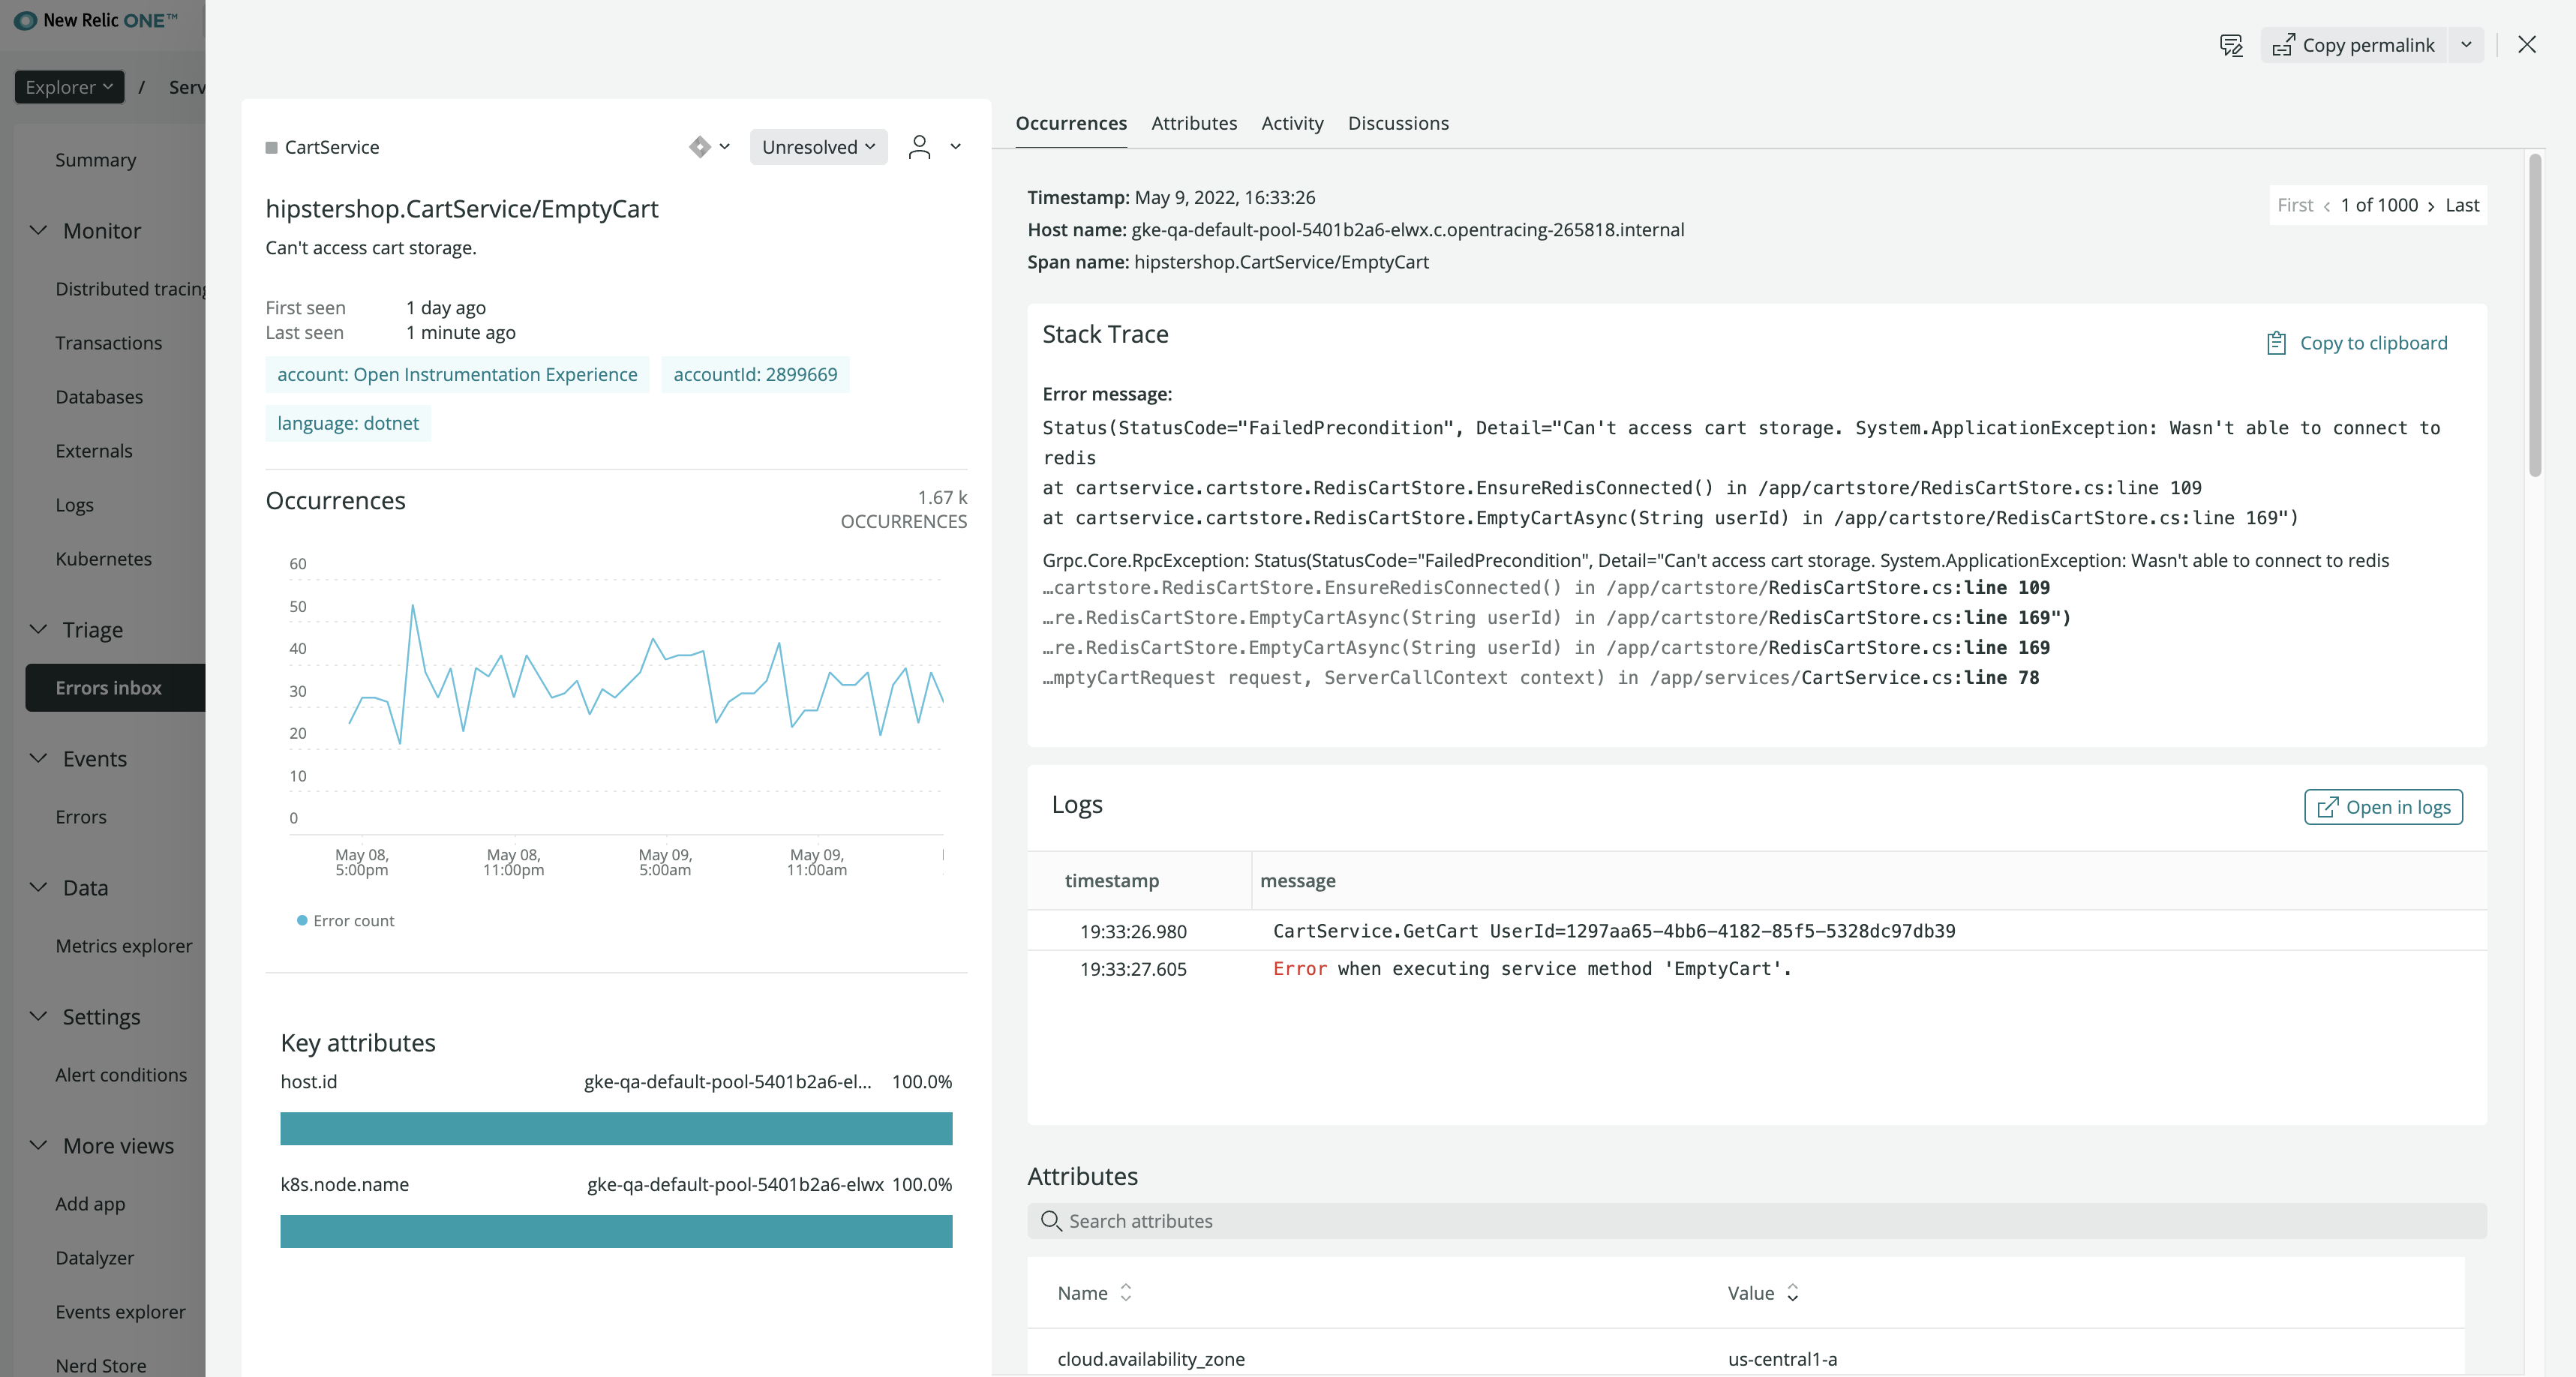 New Relic ONE™
Explorer / Serv
Summary
Monitor
Distributed tracing
Transactions
Databases
Externals
Logs
Kubernetes
Triage
Errors inbox
Events
Errors
Data
Metrics explorer
Settings
Alert conditions
More views
Add app
Datalyzer
Events explorer
Nerd Store
Copy permalink
CartService
Unresolved
hipstershop.CartService/EmptyCart
Can't access cart storage.
First seen 1 day ago
Last seen 1 minute ago
account: Open Instrumentation Experience accountId: 2899669
language: dotnet
Occurrences 1.67 k
OCCURRENCES
60
50
40
30
20
10
0
May 08, May 08, May 09, May 09,
5:00pm 11:00pm 5:00am 11:00am
Error count
Key attributes
host.id gke-qa-default-pool-5401b2a6-el... 100.0%
k8s.node.name gke-qa-default-pool-5401b2a6-elwx 100.0%
Occurrences Attributes Activity Discussions
Timestamp: May 9, 2022, 16:33:26
First < 1 of 1000 > Last
Host name: gke-qa-default-pool-5401b2a6-elwx.c.opentracing-265818.internal
Span name: hipstershop.CartService/EmptyCart
Stack Trace
Copy to clipboard
Error message:
Status(StatusCode="FailedPrecondition", Detail="Can't access cart storage. System.ApplicationException: Wasn't able to connect to
redis
at cartservice.cartstore.RedisCartStore.EnsureRedisConnected() in /app/cartstore/RedisCartStore.cs:line 109
at cartservice.cartstore.RedisCartStore.EmptyCartAsync(String userId) in /app/cartstore/RedisCartStore.cs:line 169")
Grpc.Core.RpcException: Status(StatusCode="FailedPrecondition", Detail="Can't access cart storage. System.ApplicationException: Wasn't able to connect to redis
…cartstore.RedisCartStore.EnsureRedisConnected() in /app/cartstore/RedisCartStore.cs:line 109
…re.RedisCartStore.EmptyCartAsync(String userId) in /app/cartstore/RedisCartStore.cs:line 169")
…re.RedisCartStore.EmptyCartAsync(String userId) in /app/cartstore/RedisCartStore.cs:line 169
…mptyCartRequest request, ServerCallContext context) in /app/services/CartService.cs:line 78
Logs
Open in logs
timestamp message
19:33:26.980 CartService.GetCart UserId=1297aa65-4bb6-4182-85f5-5328dc97db39
19:33:27.605 Error when executing service method 'EmptyCart'.
Attributes
Search attributes
Name Value
cloud.availability_zone us-central1-a